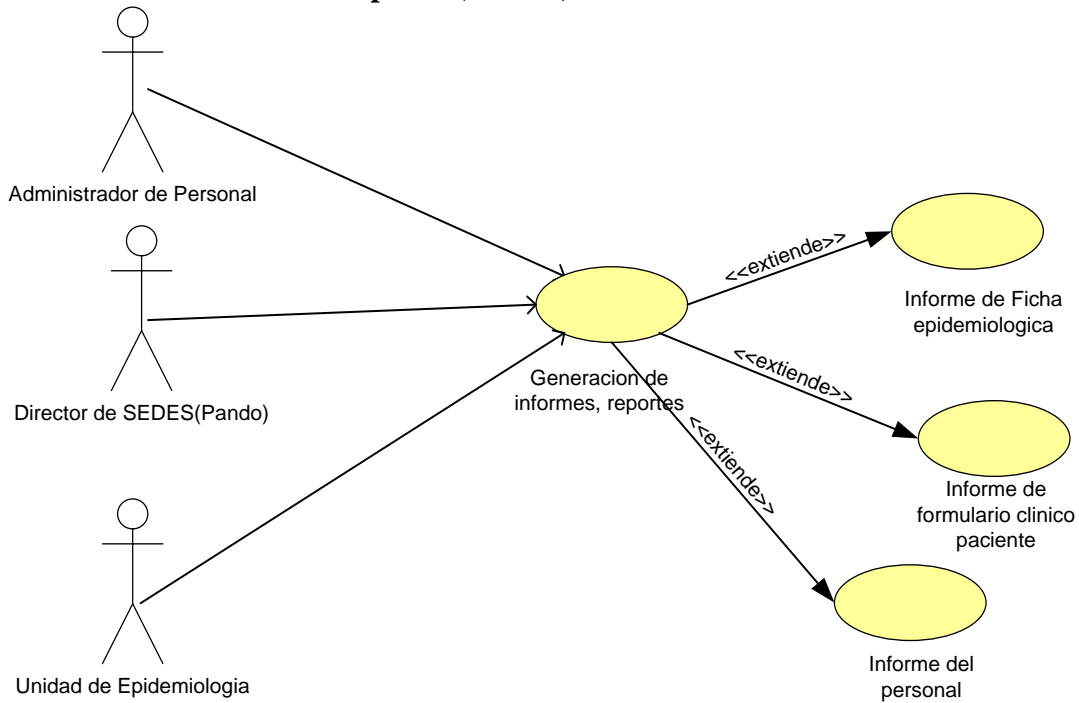 Administrador de Personal
Director de SEDES(Pando)
Unidad de Epidemiologia
Generacion de
informes, reportes
<<extiende>>
<<extiende>>
<<extiende>>
Informe de Ficha
epidemiologica
Informe de
formulario clinico
paciente
Informe del
personal